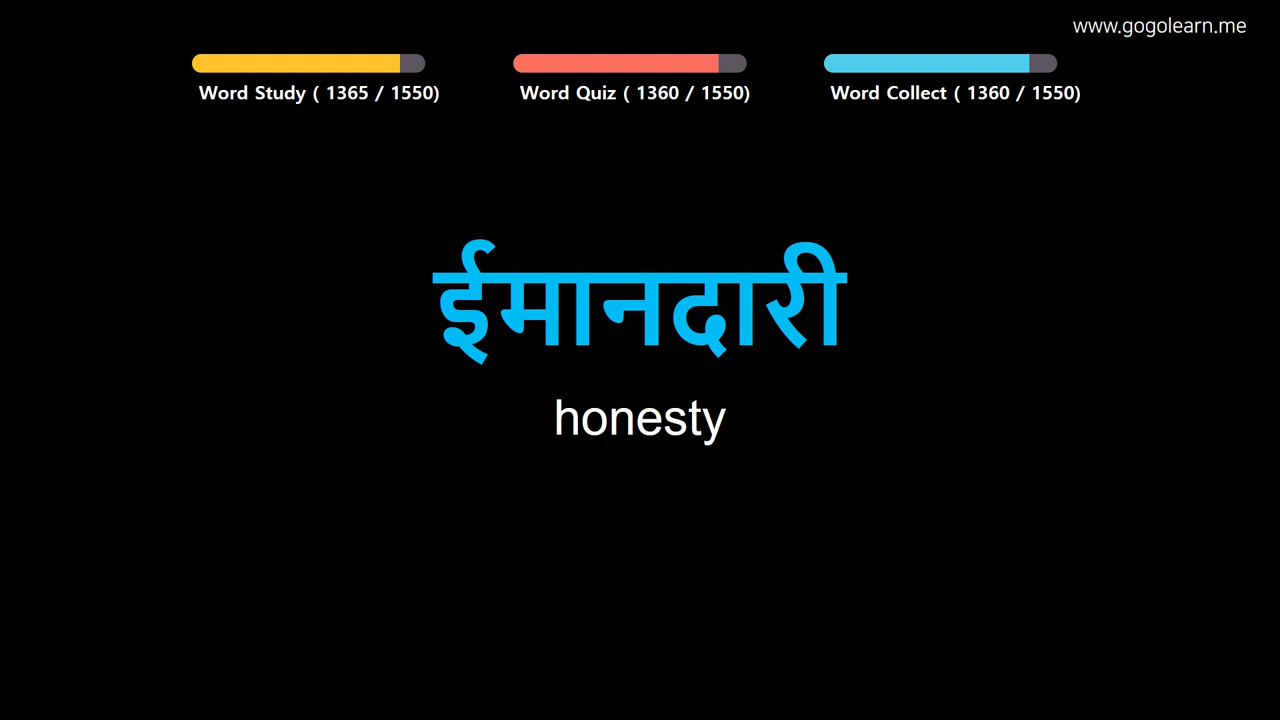 www.gogolearn.me
Word Study ( 1365 / 1550)
Word Quiz ( 1360 / 1550)
Word Collect ( 1360 / 1550)
ईमानदारी
honesty